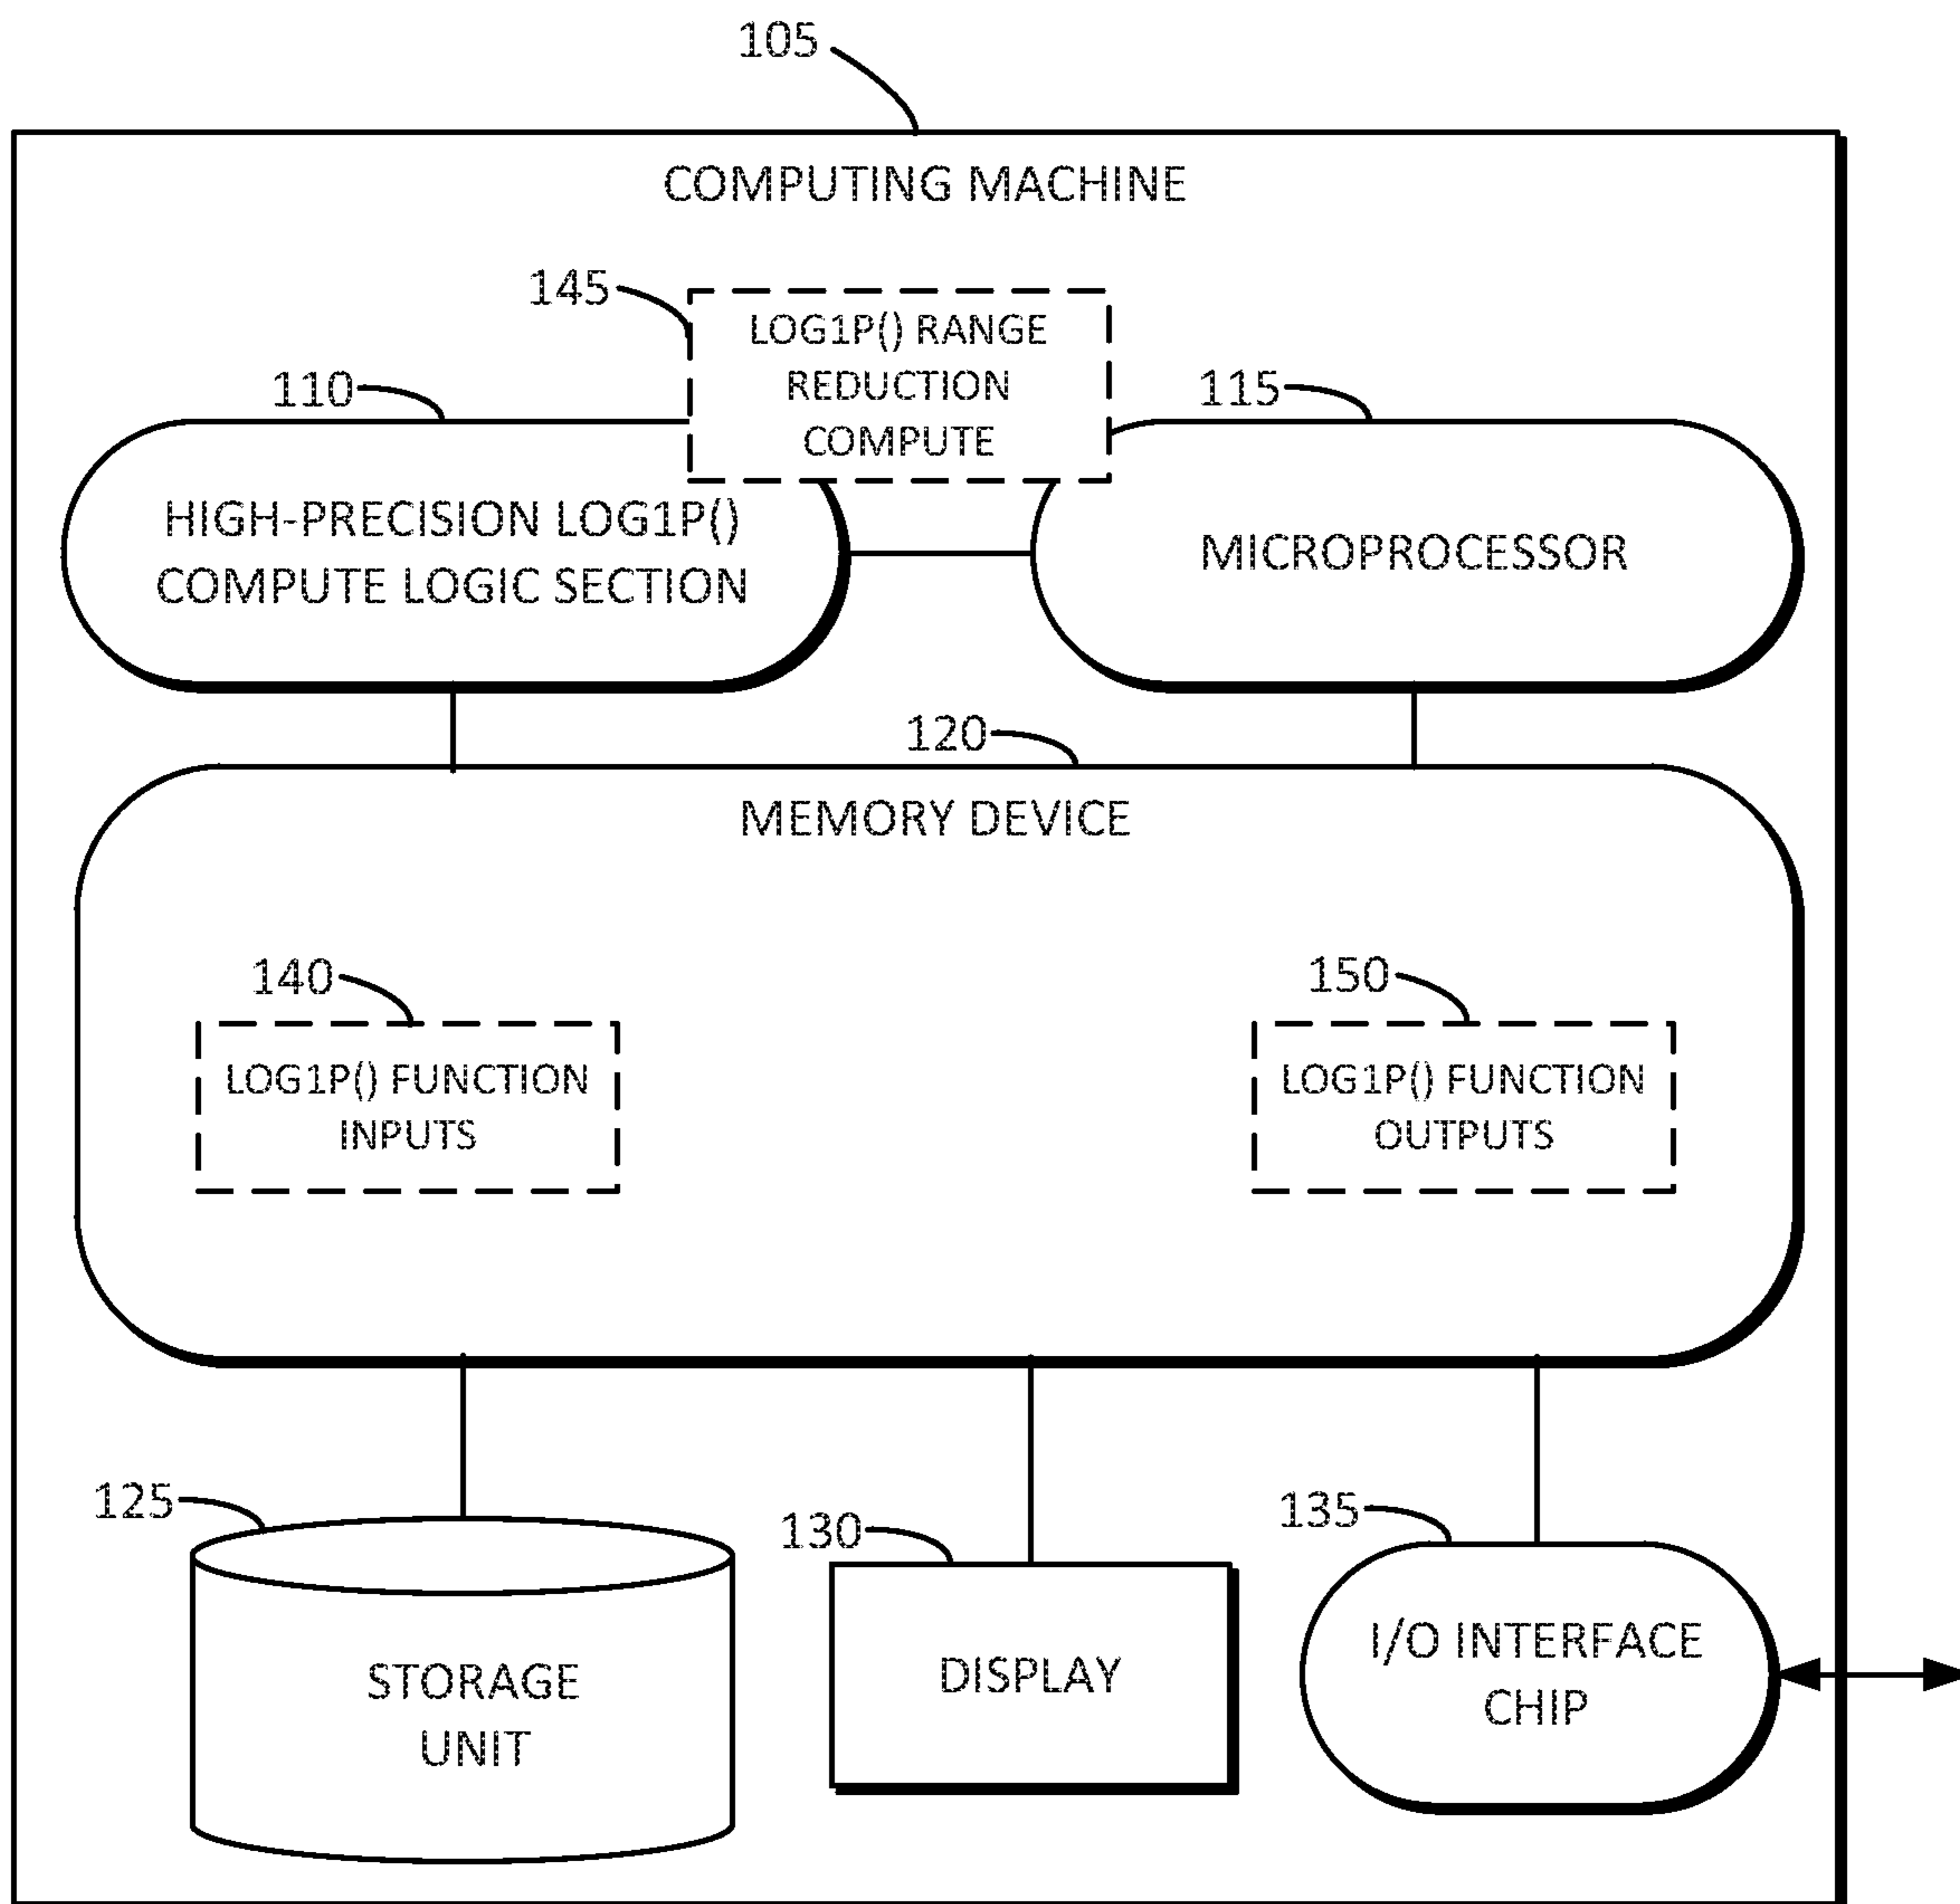 105
COMPUTING MACHINE
145
LOG1P() RANGE
REDUCTION
COMPUTE
110
115
HIGH-PRECISION LOG1P()
COMPUTE LOGIC SECTION
MICROPROCESSOR
120
MEMORY DEVICE
140
150
LOG1P() FUNCTION
INPUTS
LOG1P() FUNCTION
OUTPUTS
125
130
135
STORAGE
UNIT
DISPLAY
I/O INTERFACE
CHIP